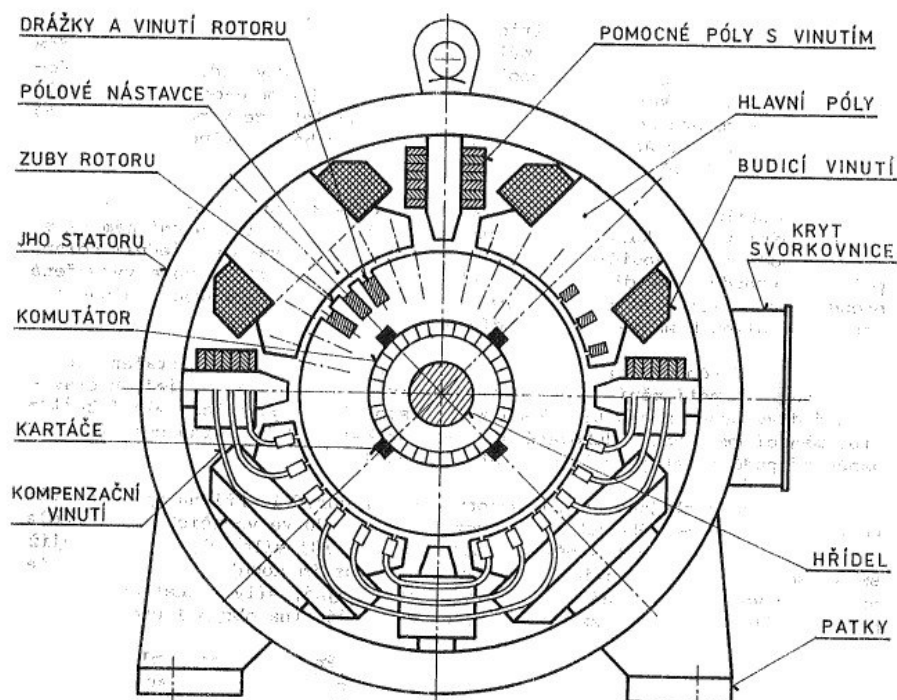 DRÁŽKY A VINUTÍ ROTORU
PÓLOVÉ NÁSTAVCE
ZUBY ROTORU
JHO STATORU
KOMUTÁTOR
KARTÁČE
KOMPENZAČNÍ
VINUTÍ
POMOCNÉ PÓLY S VINUTÍM
HLAVNÍ PÓLY
BUDICÍ VINUTÍ
KRYT
SVORKOVNICE
HŘÍDEL
PATKY